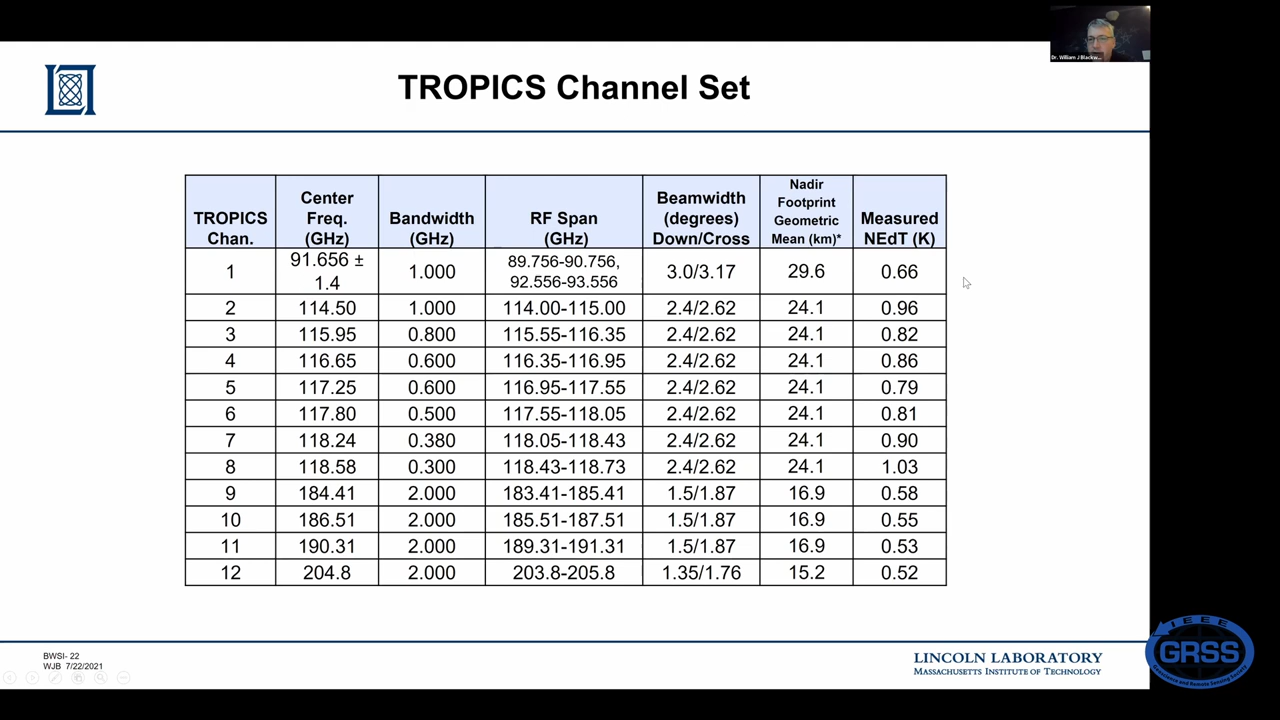 Dr. William J Blackw...
TROPICS Channel Set
TROPICS Chan. Center Freq. (GHz) Bandwidth (GHz) RF Span (GHz) Beamwidth (degrees) Down/Cross Nadir Footprint Geometric Mean (km)* Measured NEdT (K)
1 91.656 ± 1.4 1.000 89.756-90.756, 92.556-93.556 3.0/3.17 29.6 0.66
2 114.50 1.000 114.00-115.00 2.4/2.62 24.1 0.96
3 115.95 0.800 115.55-116.35 2.4/2.62 24.1 0.82
4 116.65 0.600 116.35-116.95 2.4/2.62 24.1 0.86
5 117.25 0.600 116.95-117.55 2.4/2.62 24.1 0.79
6 117.80 0.500 117.55-118.05 2.4/2.62 24.1 0.81
7 118.24 0.380 118.05-118.43 2.4/2.62 24.1 0.90
8 118.58 0.300 118.43-118.73 2.4/2.62 24.1 1.03
9 184.41 2.000 183.41-185.41 1.5/1.87 16.9 0.58
10 186.51 2.000 185.51-187.51 1.5/1.87 16.9 0.55
11 190.31 2.000 189.31-191.31 1.5/1.87 16.9 0.53
12 204.8 2.000 203.8-205.8 1.35/1.76 15.2 0.52
BWSI- 22
WJB 7/22/2021
LINCOLN LABORATORY
MASSACHUSETTS INSTITUTE OF TECHNOLOGY
IEEE
GRSS
Geoscience and Remote Sensing Society